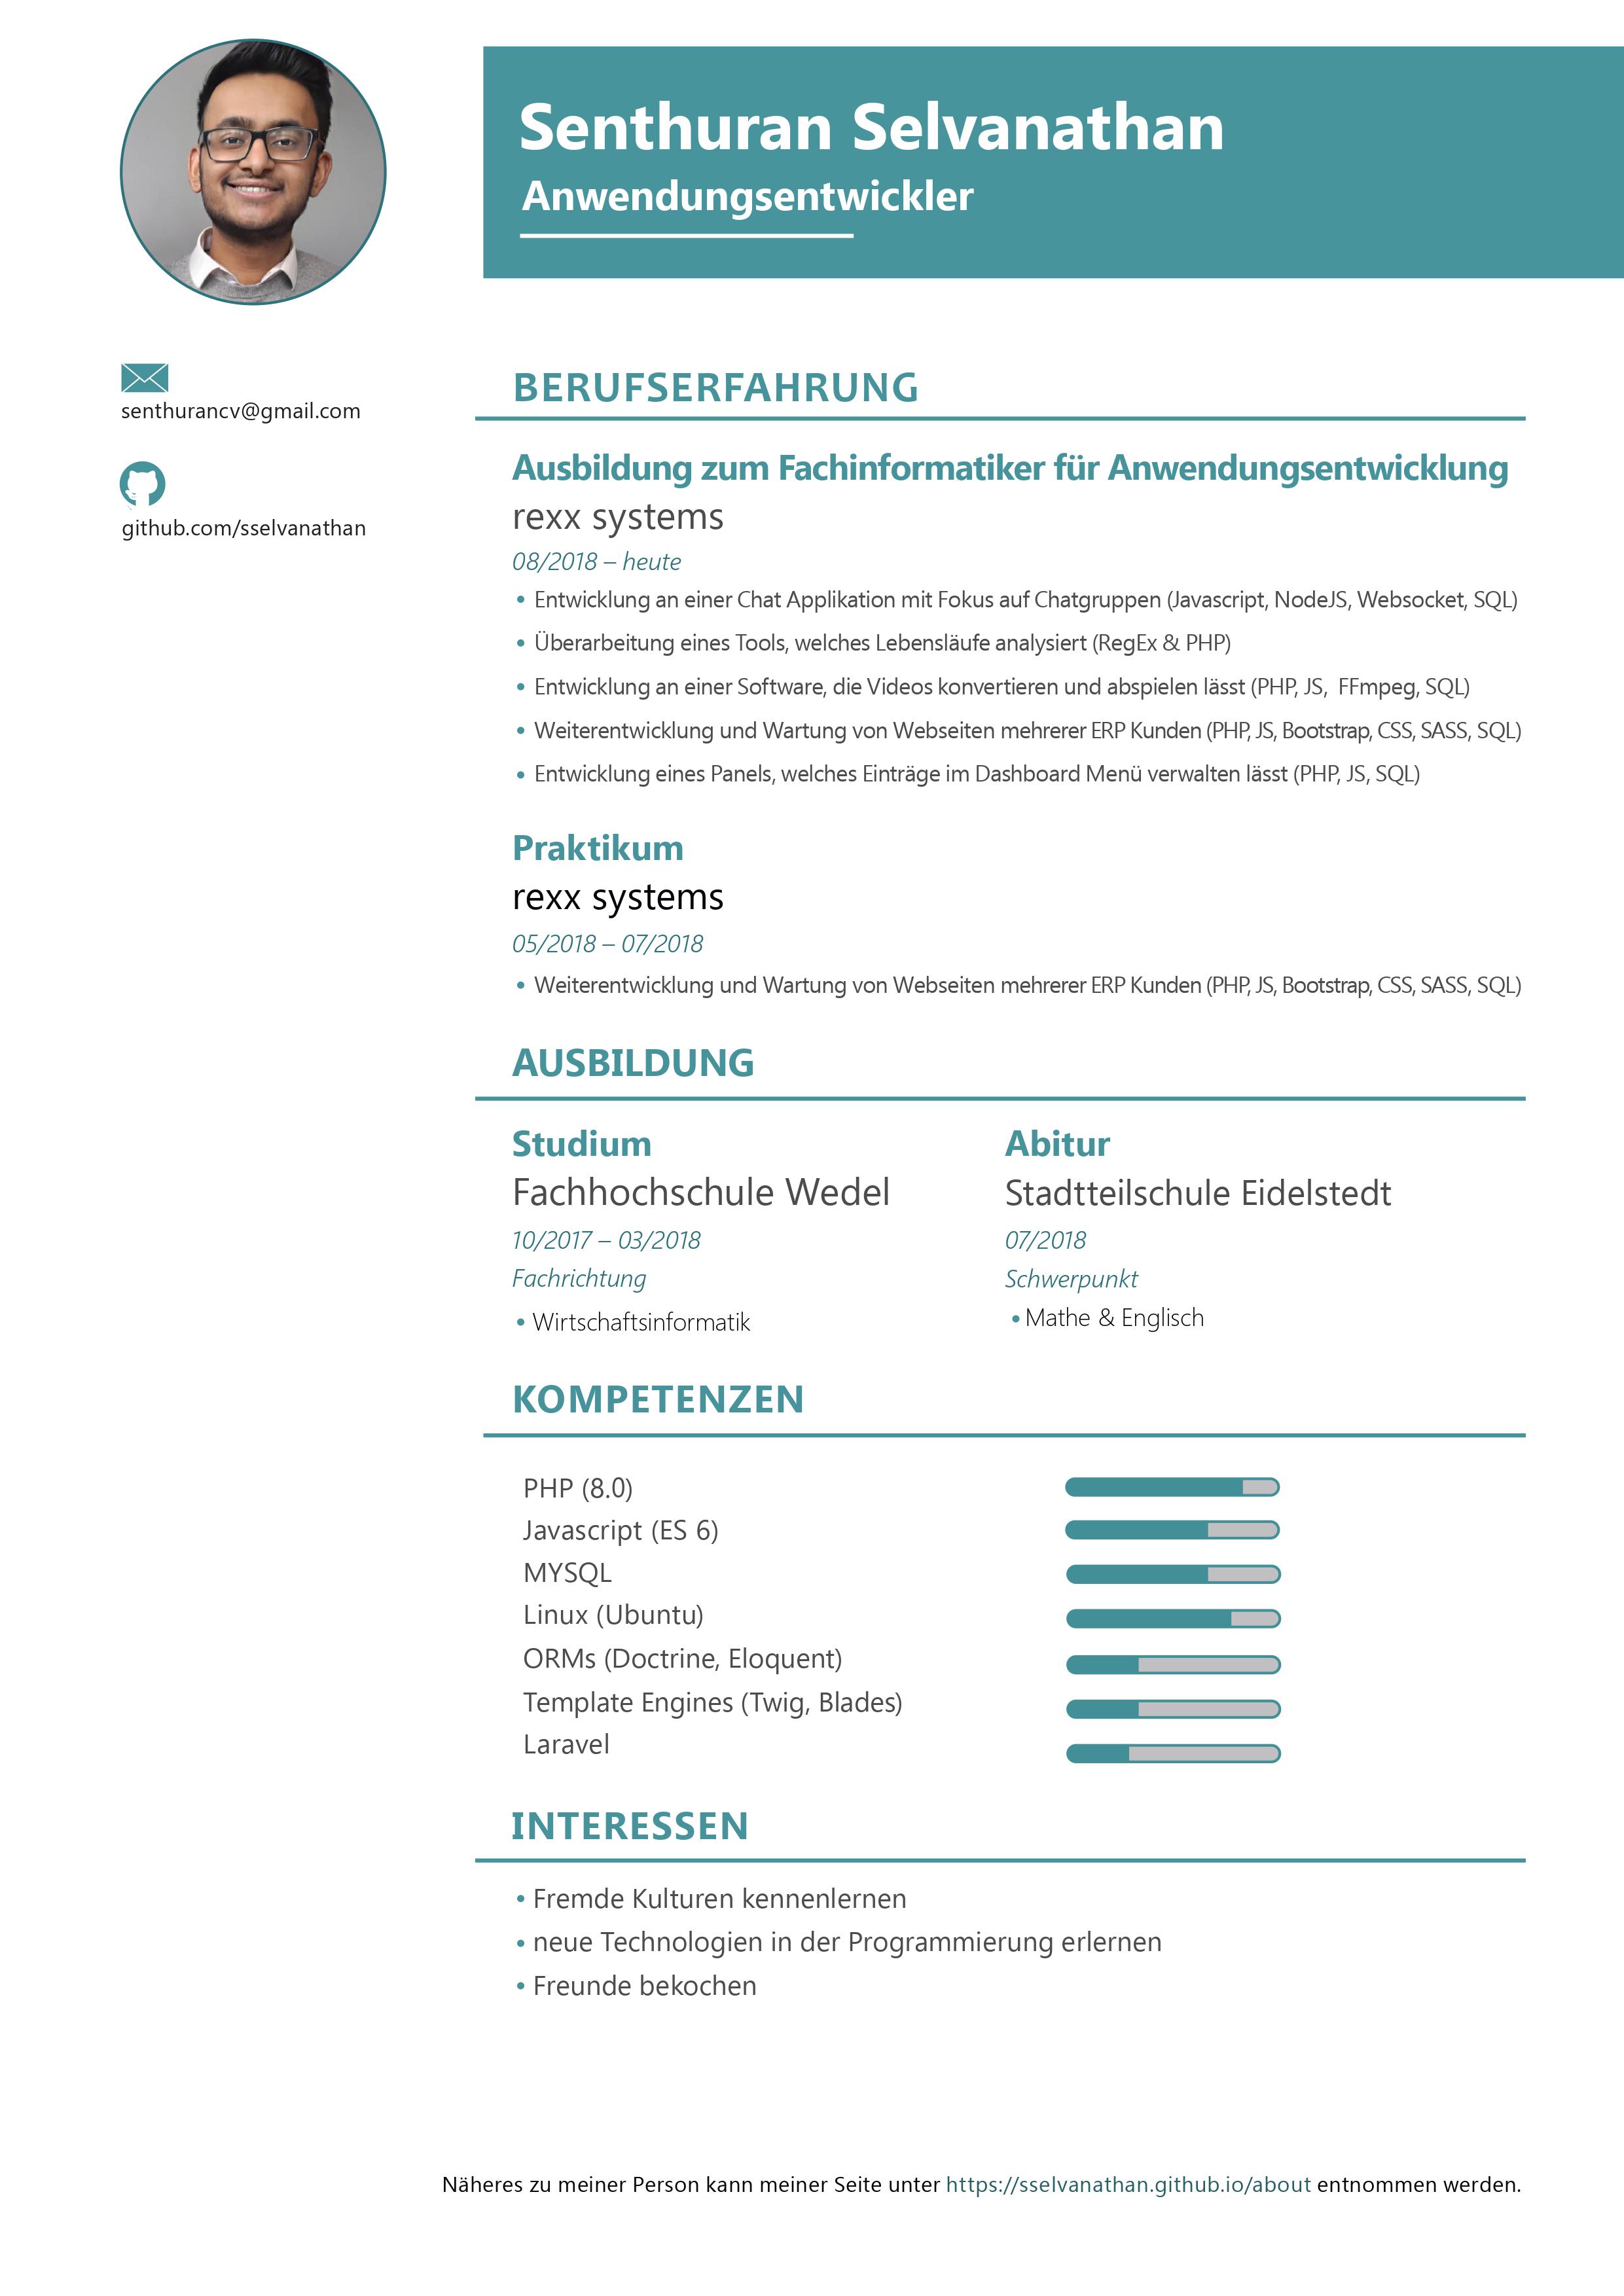 Senthuran Selvanathan
Anwendungsentwickler
senthurancv@gmail.com
github.com/sselvanathan
BERUFSERFAHRUNG
Ausbildung zum Fachinformatiker für Anwendungsentwicklung
rexx systems
08/2018 – heute
• Entwicklung an einer Chat Applikation mit Fokus auf Chatgruppen (Javascript, NodeJS, Websocket, SQL)
• Überarbeitung eines Tools, welches Lebensläufe analysiert (RegEx & PHP)
• Entwicklung an einer Software, die Videos konvertieren und abspielen lässt (PHP, JS, FFmpeg, SQL)
• Weiterentwicklung und Wartung von Webseiten mehrerer ERP Kunden (PHP, JS, Bootstrap, CSS, SASS, SQL)
• Entwicklung eines Panels, welches Einträge im Dashboard Menü verwalten lässt (PHP, JS, SQL)
Praktikum
rexx systems
05/2018 – 07/2018
• Weiterentwicklung und Wartung von Webseiten mehrerer ERP Kunden (PHP, JS, Bootstrap, CSS, SASS, SQL)
AUSBILDUNG
Studium
Fachhochschule Wedel
10/2017 – 03/2018
Fachrichtung
• Wirtschaftsinformatik
Abitur
Stadtteilschule Eidelstedt
07/2018
Schwerpunkt
• Mathe & Englisch
KOMPETENZEN
PHP (8.0)
Javascript (ES 6)
MYSQL
Linux (Ubuntu)
ORMs (Doctrine, Eloquent)
Template Engines (Twig, Blades)
Laravel
INTERESSEN
• Fremde Kulturen kennenlernen
• neue Technologien in der Programmierung erlernen
• Freunde bekochen
Näheres zu meiner Person kann meiner Seite unter https://sselvanathan.github.io/about entnommen werden.